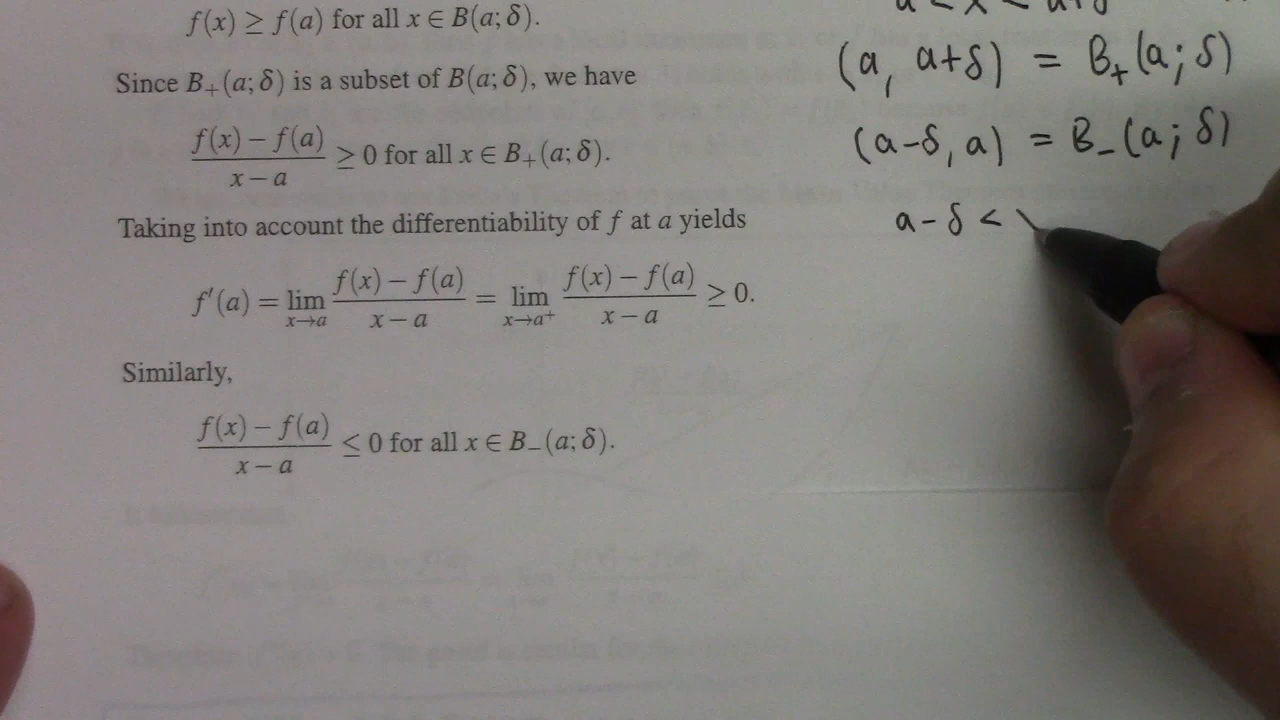 f(x) ≥ f(a) for all x ∈ B(a;δ).
Since B₊(a;δ) is a subset of B(a;δ), we have
(f(x) − f(a))/(x − a) ≥ 0 for all x ∈ B₊(a;δ).
Taking into account the differentiability of f at a yields
f′(a) = lim_{x→a} (f(x) − f(a))/(x − a) = lim_{x→a⁺} (f(x) − f(a))/(x − a) ≥ 0.
Similarly,
(f(x) − f(a))/(x − a) ≤ 0 for all x ∈ B₋(a;δ).
a < x < a+δ
(a, a+δ) = B₊(a; δ)
(a-δ, a) = B₋(a; δ)
a - δ <